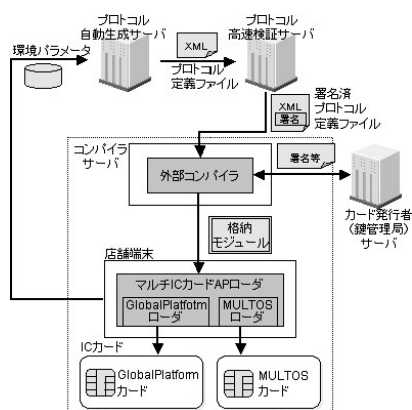 プロトコル
自動生成サーバ
プロトコル
高速検証サーバ
環境パラメータ
XML
プロトコル
定義ファイル
XML
署名
署名済
プロトコル
定義ファイル
コンパイラ
サーバ
外部コンパイラ
署名等
カード発行者
(鍵管理局)
サーバ
格納
モジュール
店舗端末
マルチICカードAPローダ
GlobalPlatfotm
ローダ
MULTOS
ローダ
ICカード
GlobalPlatform
カード
MULTOS
カード